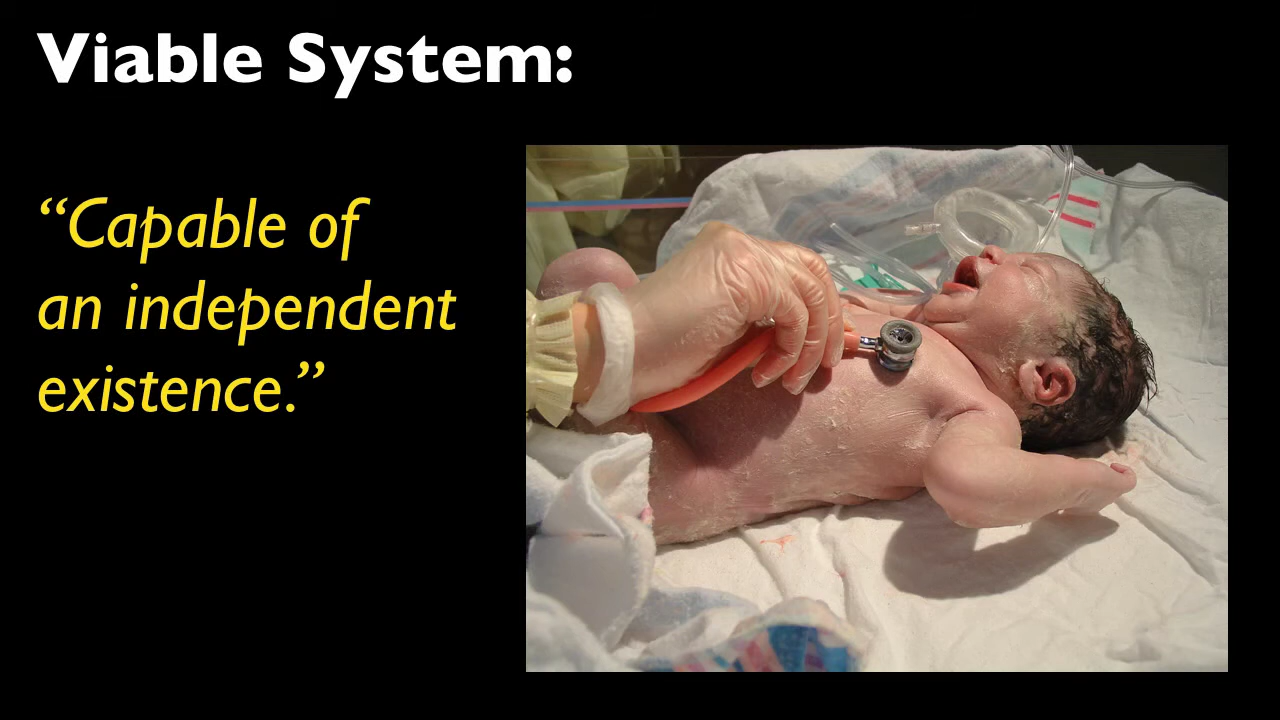 Viable System:
“Capable of
an independent
existence.”